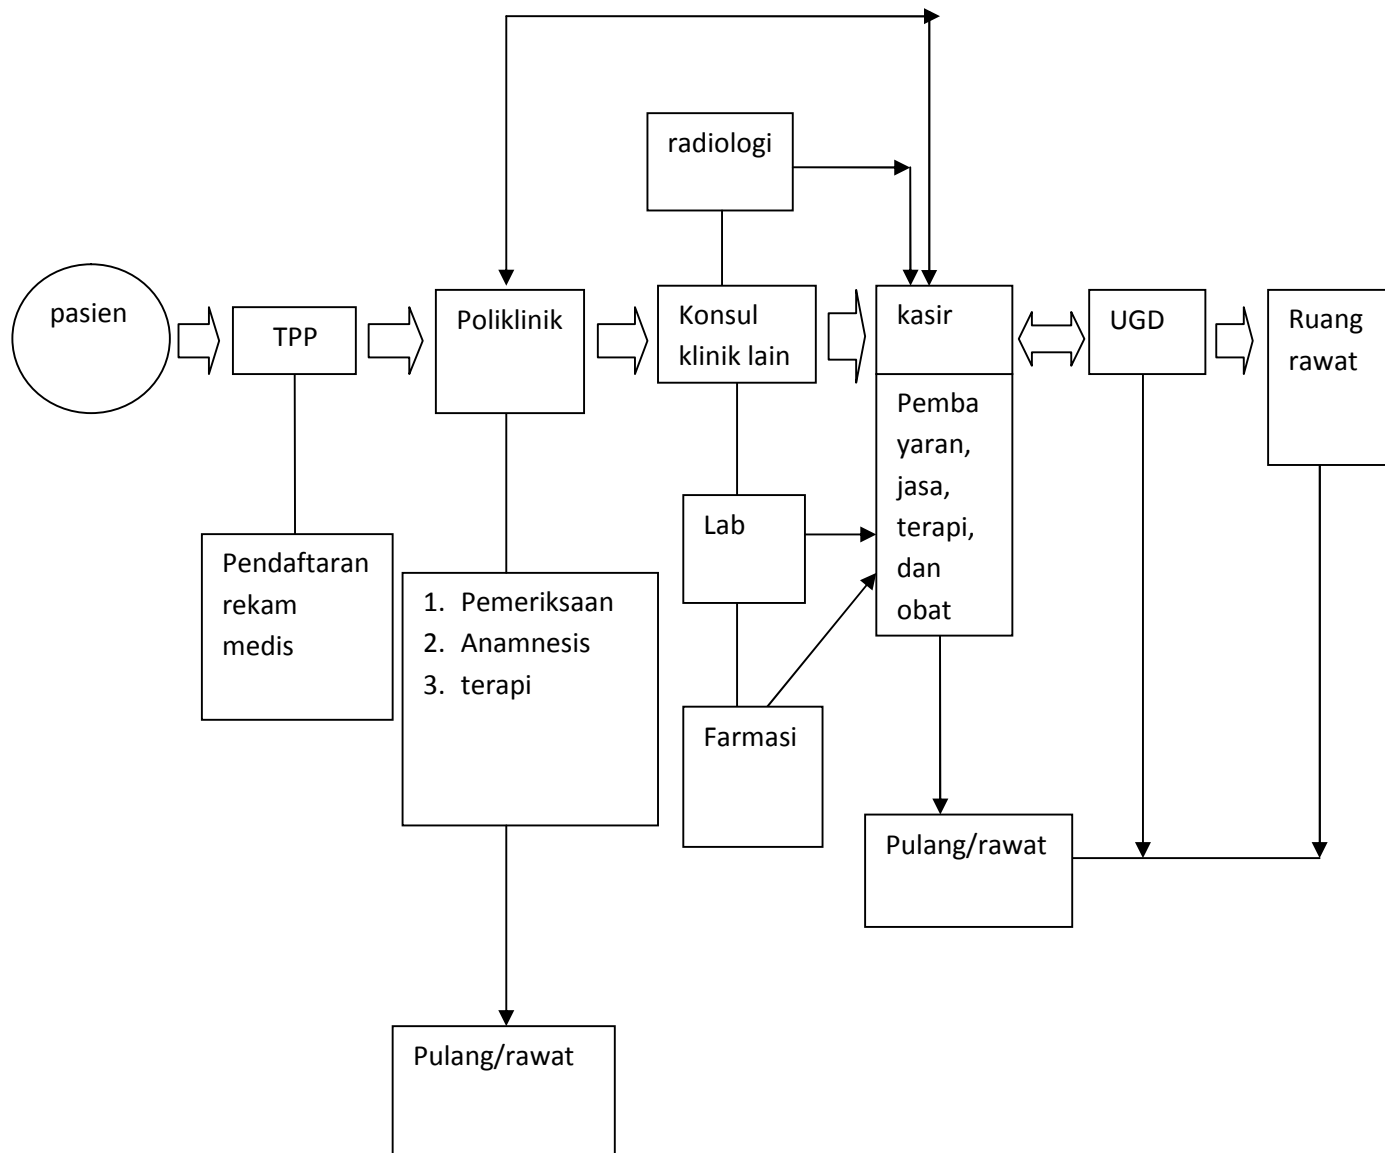 radiologi
pasien
TPP
Poliklinik
Konsul
klinik lain
kasir
UGD
Ruang
rawat
Pemba
yaran,
jasa,
terapi,
dan
obat
Lab
Pendaftaran
rekam
medis
1. Pemeriksaan
2. Anamnesis
3. terapi
Farmasi
Pulang/rawat
Pulang/rawat